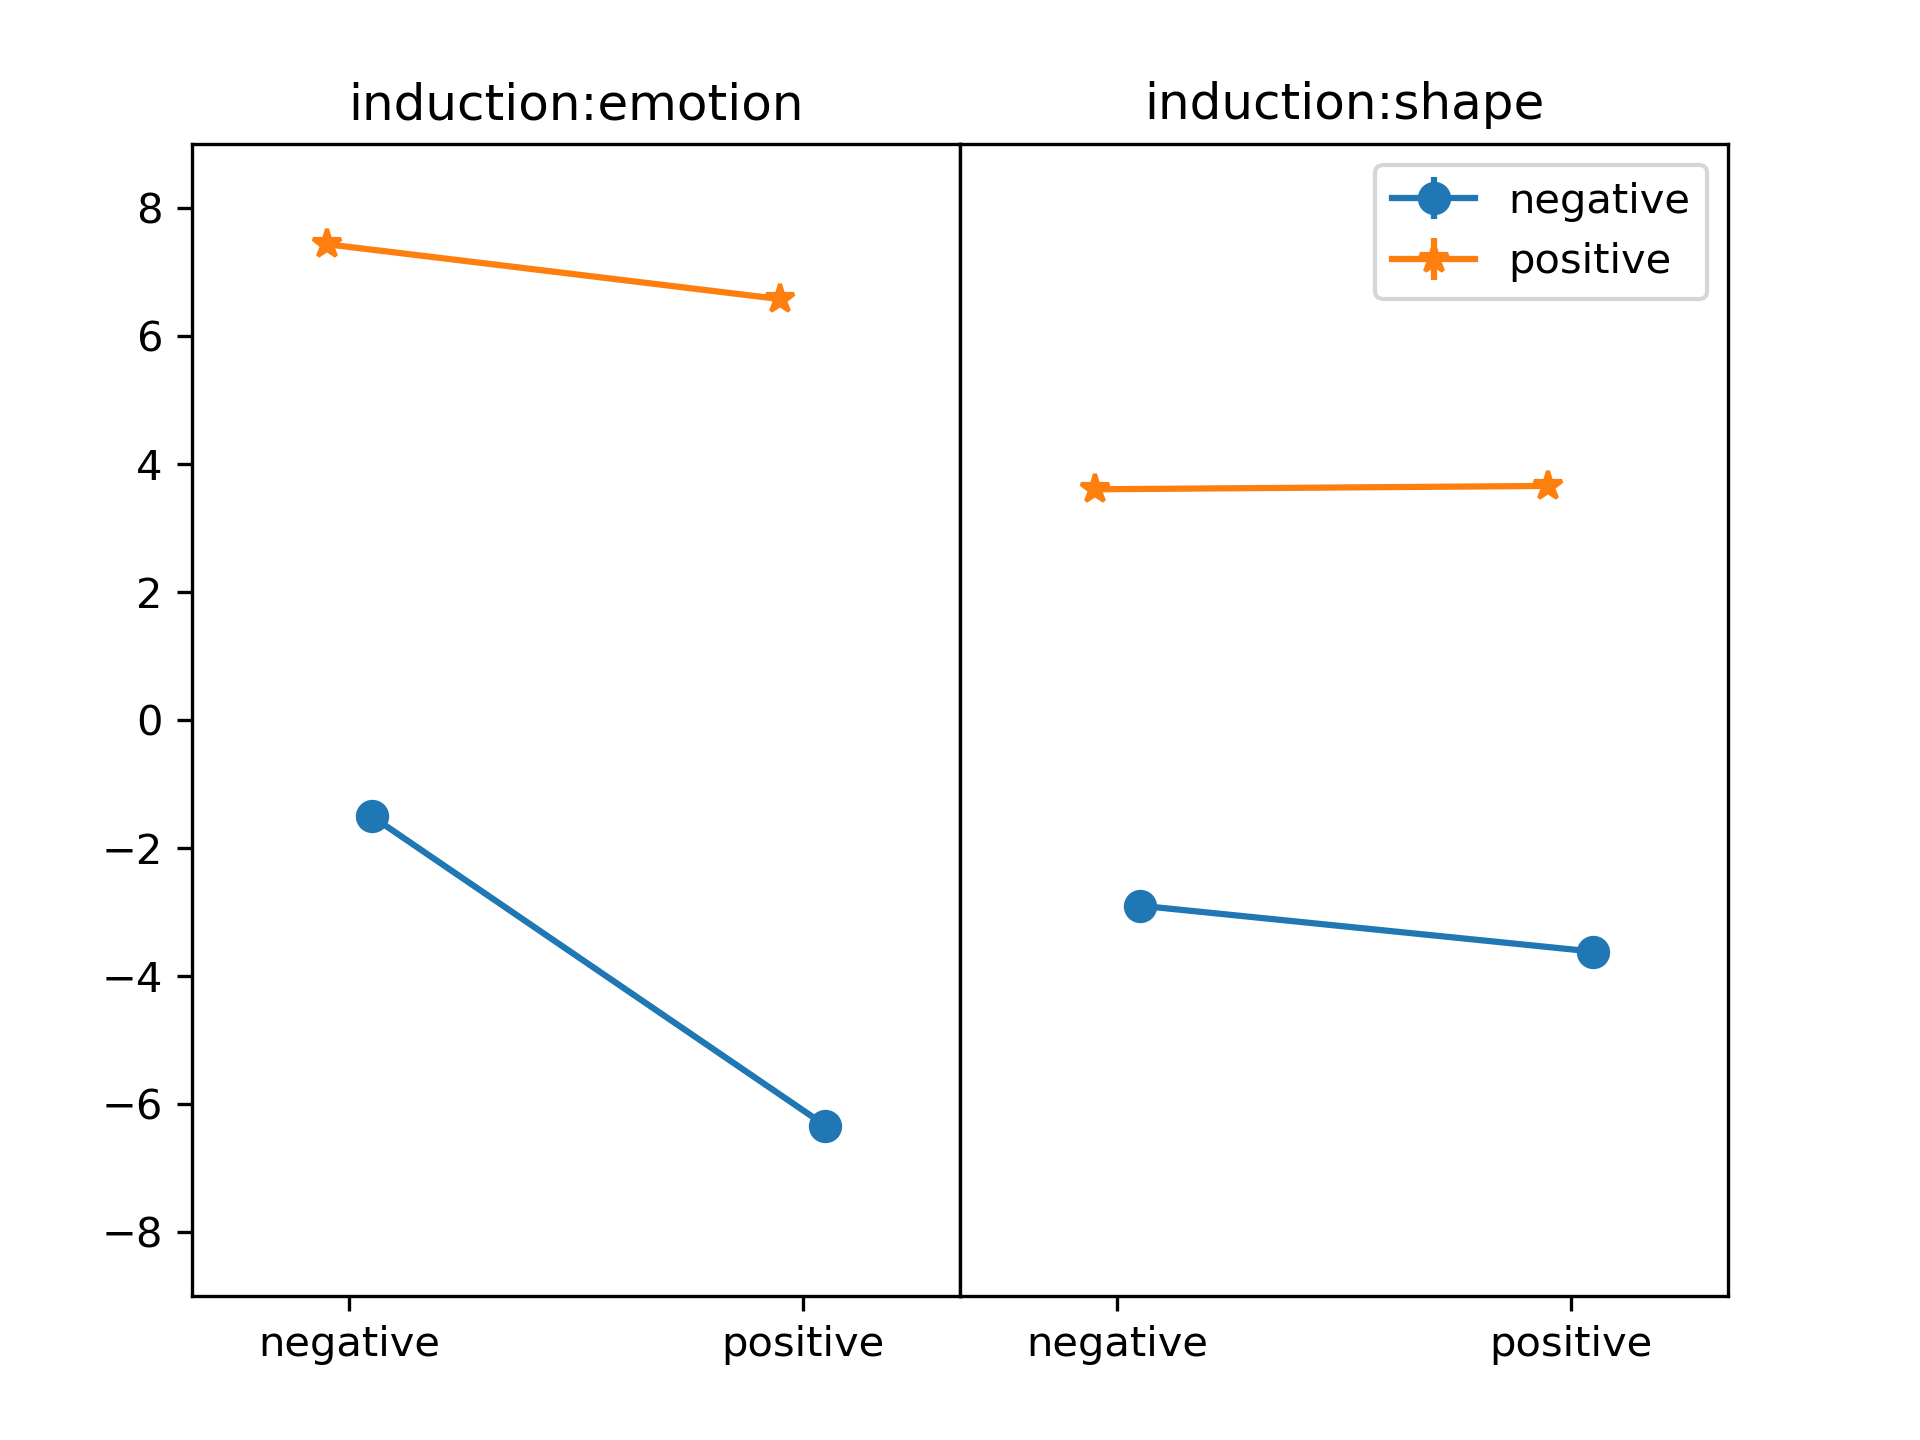 induction:emotion
induction:shape
negative
positive
8
6
4
2
0
−2
−4
−6
−8
negative
positive
negative
positive